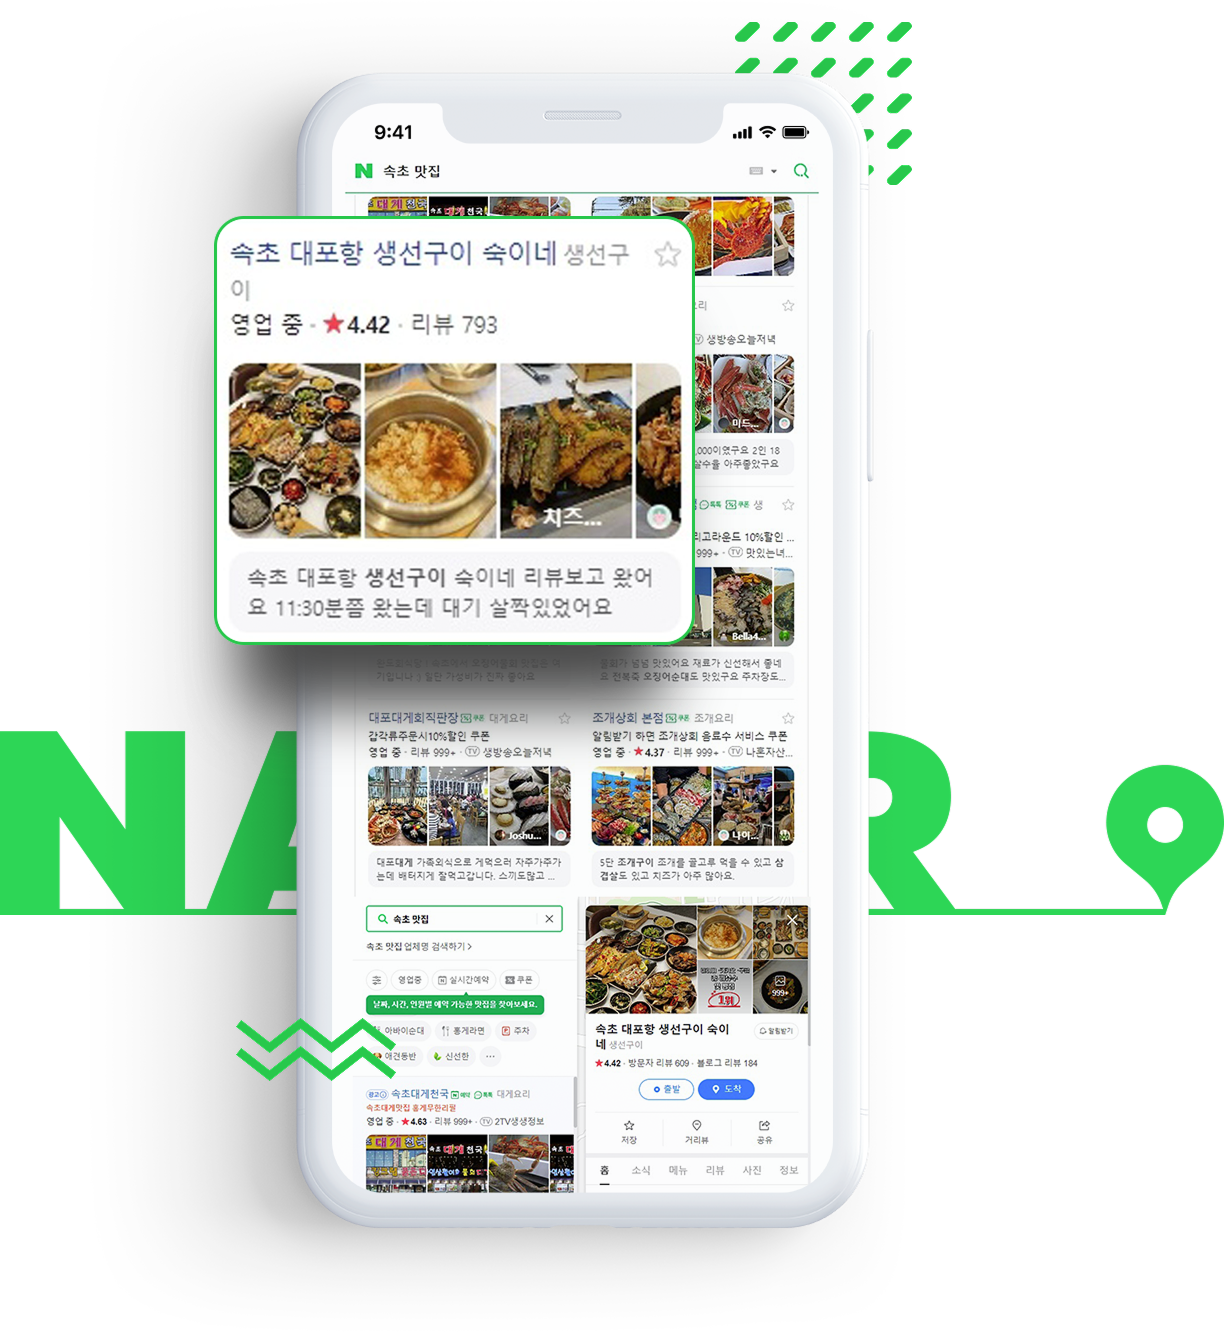 9:41
N 속초 맛집
속초 대포항 생선구이 숙이네 생선구
이
영업 중 · ★4.42 · 리뷰 793
치즈...
속초 대포항 생선구이 숙이네 리뷰보고 왔어
요 11:30분쯤 왔는데 대기 살짝있었어요
요리
TV 생방송오늘저녁
미드...
,000이였구요 2인 18
살수율 아주좋았구요
톡톡 쿠폰 생
리고라운드 10%할인 ...
999+ · TV 맛있는녀...
Bella4...
물회가 넘넘 맛있어요 재료가 신선해서 좋네
요 전복죽 오징어순대도 맛있구요 주차장도...
기입니다 :) 일단 가성비가 진짜 좋아요
대포대게회직판장 쿠폰 대게요리
갑각류주문시10%할인 쿠폰
영업 중 · 리뷰 999+ · TV 생방송오늘저녁
Joshu...
대포대게 가족외식으로 게먹으러 자주가주가
는데 배터지게 잘먹고갑니다. 스끼도많고 ...
조개상회 본점 쿠폰 조개요리
알림받기 하면 조개상회 음료수 서비스 쿠폰
영업 중 · ★4.37 · 리뷰 999+ · TV 나혼자산...
나이...
5단 조개구이 조개를 골고루 먹을 수 있고 삼
겹살도 있고 치즈가 아주 많아요.
NA R
속초 맛집
속초 맛집 업체명 검색하기 >
영업중 실시간예약 쿠폰
날짜, 시간, 인원별 예약 가능한 맛집을 찾아보세요.
아바이순대 홍게라면 P 주차
애견동반 신선한 ...
광고 속초대게천국 예약 톡톡 대게요리
속초대게맛집 홍게무한리필
영업 중 · ★4.63 · 리뷰 999+ · TV 2TV생생정보
1위
999+
속초 대포항 생선구이 숙이
네 생선구이
알림받기
★4.42 · 방문자 리뷰 609 · 블로그 리뷰 184
출발 도착
저장 거리뷰 공유
홈 소식 메뉴 리뷰 사진 정보